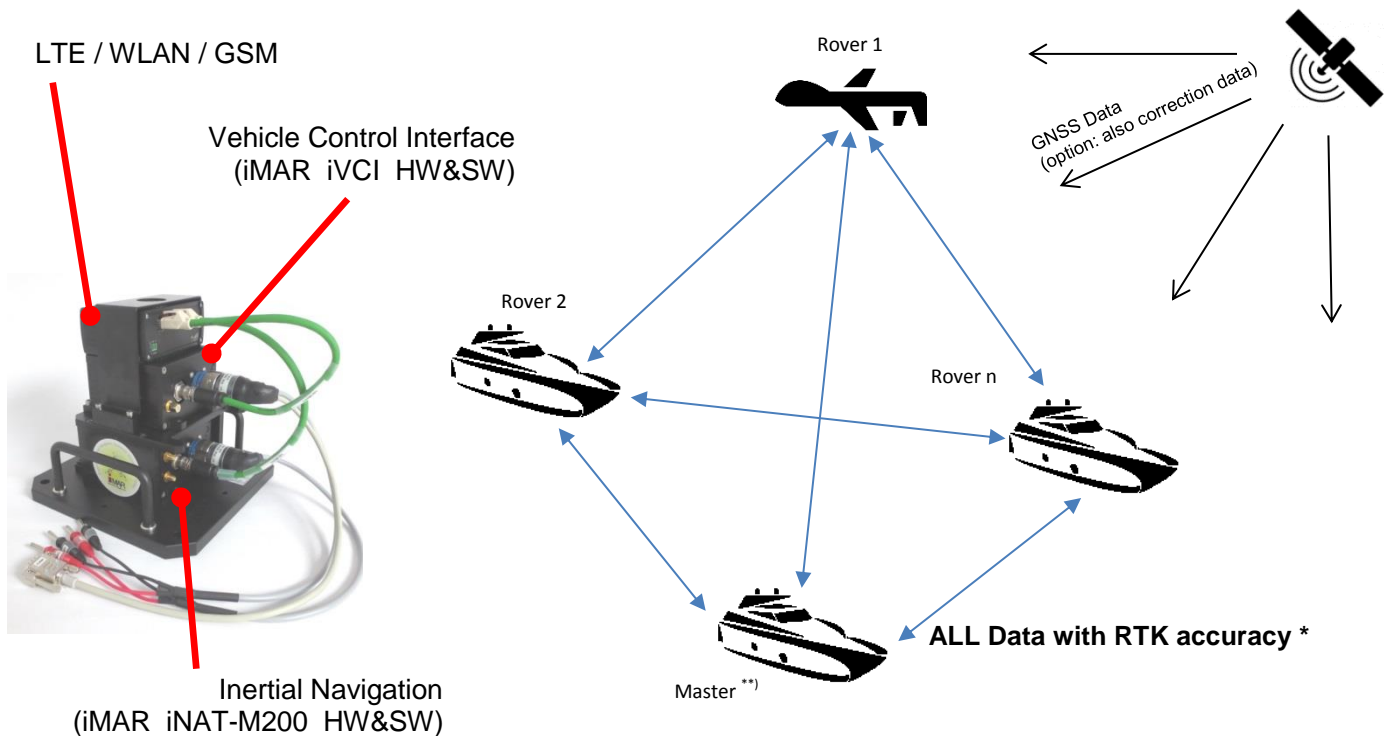 LTE / WLAN / GSM
Vehicle Control Interface
(iMAR iVCI HW&SW)
Rover 1
GNSS Data
(option: also correction data)
Rover 2
Rover n
iMAR
ALL Data with RTK accuracy *
Master **)
Inertial Navigation
(iMAR iNAT-M200 HW&SW)